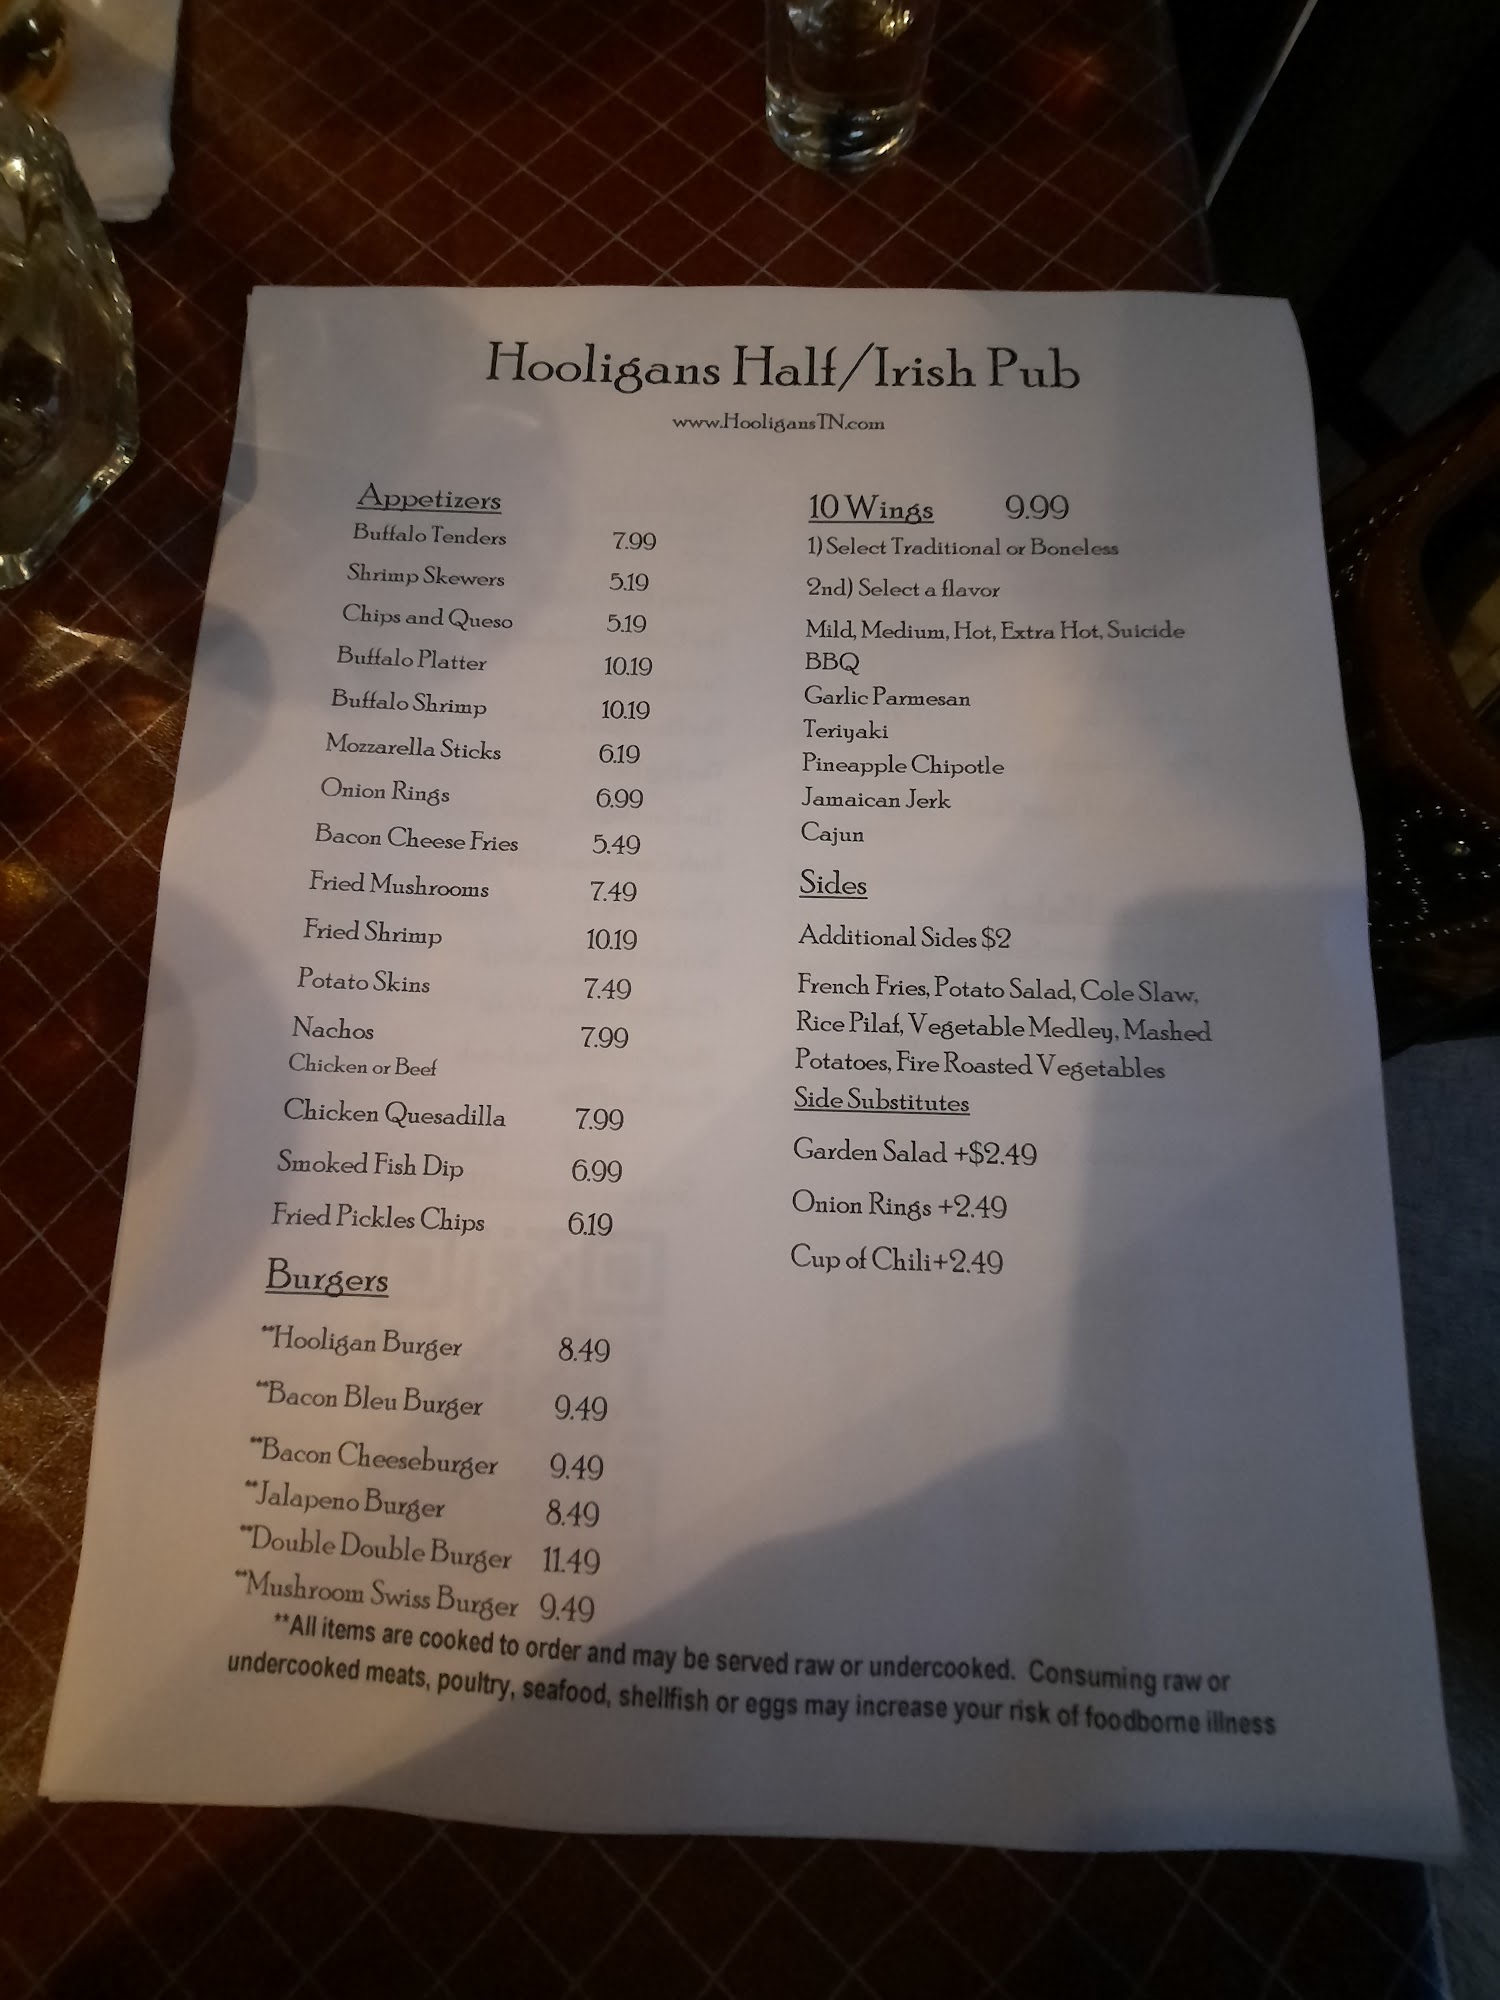 Hooligans Half/Irish Pub
www.HooligansTN.com
Appetizers
Buffalo Tenders 7.99
Shrimp Skewers 5.19
Chips and Queso 5.19
Buffalo Platter 10.19
Buffalo Shrimp 10.19
Mozzarella Sticks 6.19
Onion Rings 6.99
Bacon Cheese Fries 5.49
Fried Mushrooms 7.49
Fried Shrimp 10.19
Potato Skins 7.49
Nachos 7.99
Chicken or Beef
Chicken Quesadilla 7.99
Smoked Fish Dip 6.99
Fried Pickles Chips 6.19
Burgers
**Hooligan Burger 8.49
**Bacon Bleu Burger 9.49
**Bacon Cheeseburger 9.49
**Jalapeno Burger 8.49
**Double Double Burger 11.49
**Mushroom Swiss Burger 9.49
10 Wings 9.99
1) Select Traditional or Boneless
2nd) Select a flavor
Mild, Medium, Hot, Extra Hot, Suicide
BBQ
Garlic Parmesan
Teriyaki
Pineapple Chipotle
Jamaican Jerk
Cajun
Sides
Additional Sides $2
French Fries, Potato Salad, Cole Slaw,
Rice Pilaf, Vegetable Medley, Mashed
Potatoes, Fire Roasted Vegetables
Side Substitutes
Garden Salad +$2.49
Onion Rings +2.49
Cup of Chili+2.49
**All items are cooked to order and may be served raw or undercooked. Consuming raw or
undercooked meats, poultry, seafood, shellfish or eggs may increase your risk of foodborne illness